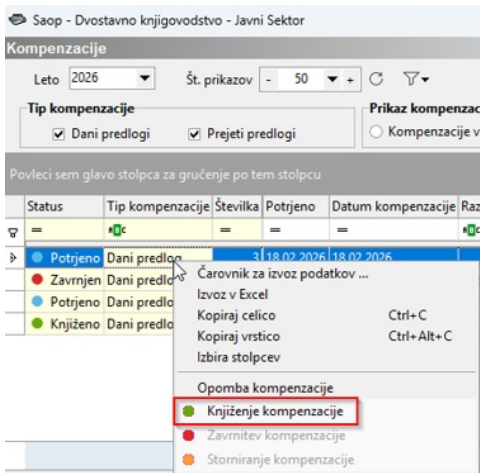 Saop - Dvostavno knjigovodstvo - Javni Sektor
Kompenzacije
Leto 2026 Št. prikazov - 50 +
Tip kompenzacije Prikaz kompenzac
Dani predlogi Prejeti predlogi Kompenzacije v
Povleci sem glavo stolpca za gručenje po tem stolpcu
Status Tip kompenzacije Številka Potrjeno Datum kompenzacije Raz
= = = =
Potrjeno Dani predlog 3 18.02.2026 18.02.2026
Zavrnjen Dani predlo
Potrjeno Dani predlo
Knjiženo Dani predlo
Čarovnik za izvoz podatkov ...
Izvoz v Excel
Kopiraj celico Ctrl+C
Kopiraj vrstico Ctrl+Alt+C
Izbira stolpcev
Opomba kompenzacije
Knjiženje kompenzacije
Zavrnitev kompenzacije
Storniranje kompenzacije